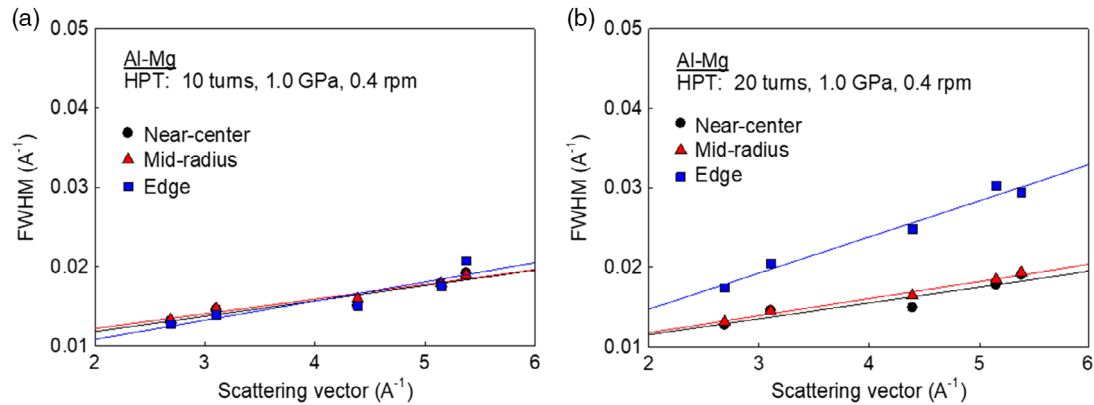 (a)
0.05
0.04
0.03
0.02
0.01
FWHM (A⁻¹)
Al-Mg
HPT: 10 turns, 1.0 GPa, 0.4 rpm
Near-center
Mid-radius
Edge
2 3 4 5 6
Scattering vector (A⁻¹)
(b)
0.05
0.04
0.03
0.02
0.01
FWHM (A⁻¹)
Al-Mg
HPT: 20 turns, 1.0 GPa, 0.4 rpm
Near-center
Mid-radius
Edge
2 3 4 5 6
Scattering vector (A⁻¹)